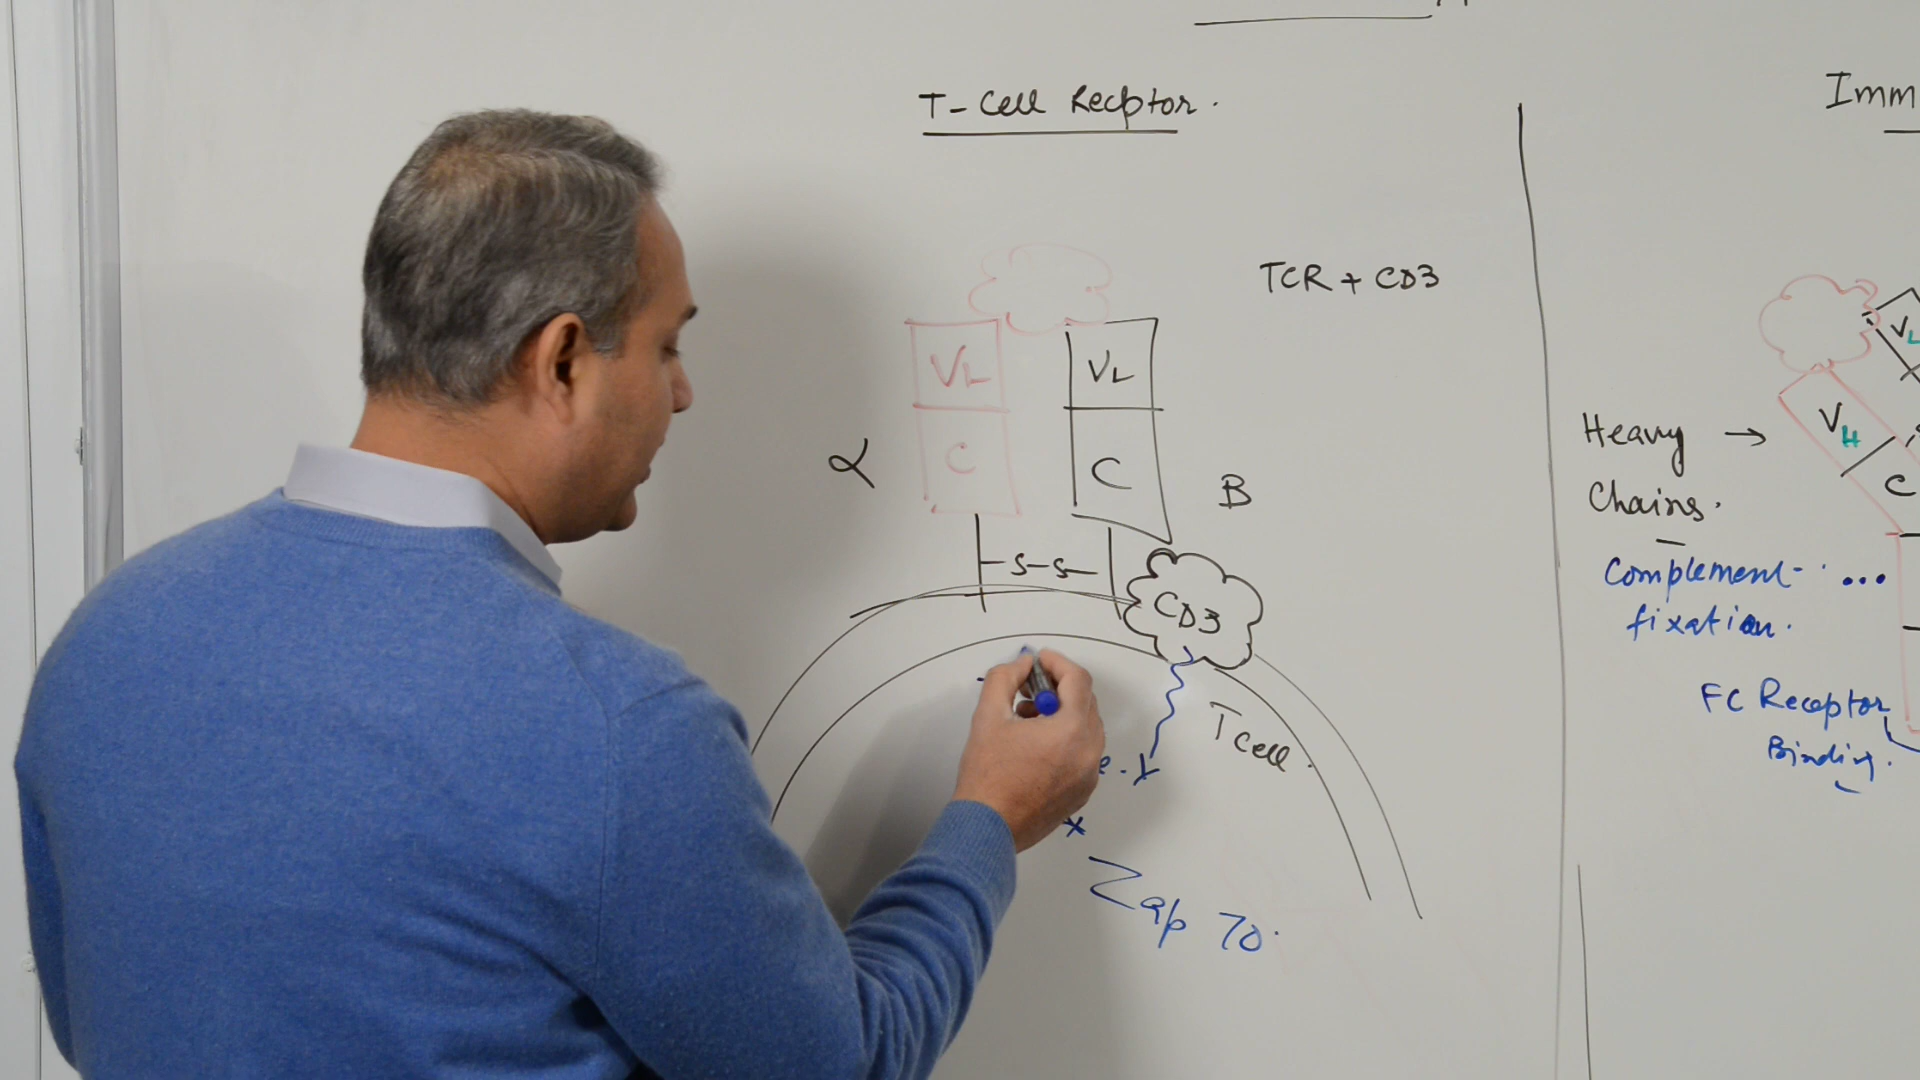 T-Cell Recptor.
Imm
TCR + CD3
VL
VL
VL
C
C
α
B
S-S
CD3
T cell.
Heavy →
Chains.
VH
C
Complement- ...
fixation.
FC Receptor
Binding.
Zap 70.